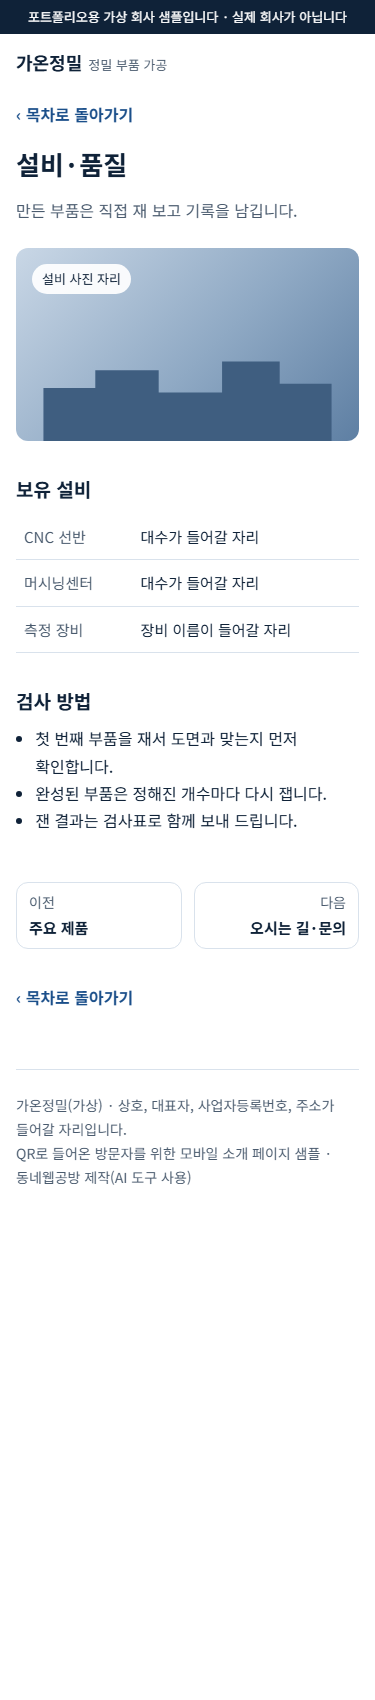 포트폴리오용 가상 회사 샘플입니다 · 실제 회사가 아닙니다
가온정밀 정밀 부품 가공
‹ 목차로 돌아가기
설비·품질
만든 부품은 직접 재 보고 기록을 남깁니다.
설비 사진 자리
보유 설비
CNC 선반 대수가 들어갈 자리
머시닝센터 대수가 들어갈 자리
측정 장비 장비 이름이 들어갈 자리
검사 방법
• 첫 번째 부품을 재서 도면과 맞는지 먼저
확인합니다.
• 완성된 부품은 정해진 개수마다 다시 잽니다.
• 잰 결과는 검사표로 함께 보내 드립니다.
이전
주요 제품
다음
오시는 길·문의
‹ 목차로 돌아가기
가온정밀(가상) · 상호, 대표자, 사업자등록번호, 주소가
들어갈 자리입니다.
QR로 들어온 방문자를 위한 모바일 소개 페이지 샘플 ·
동네웹공방 제작(AI 도구 사용)